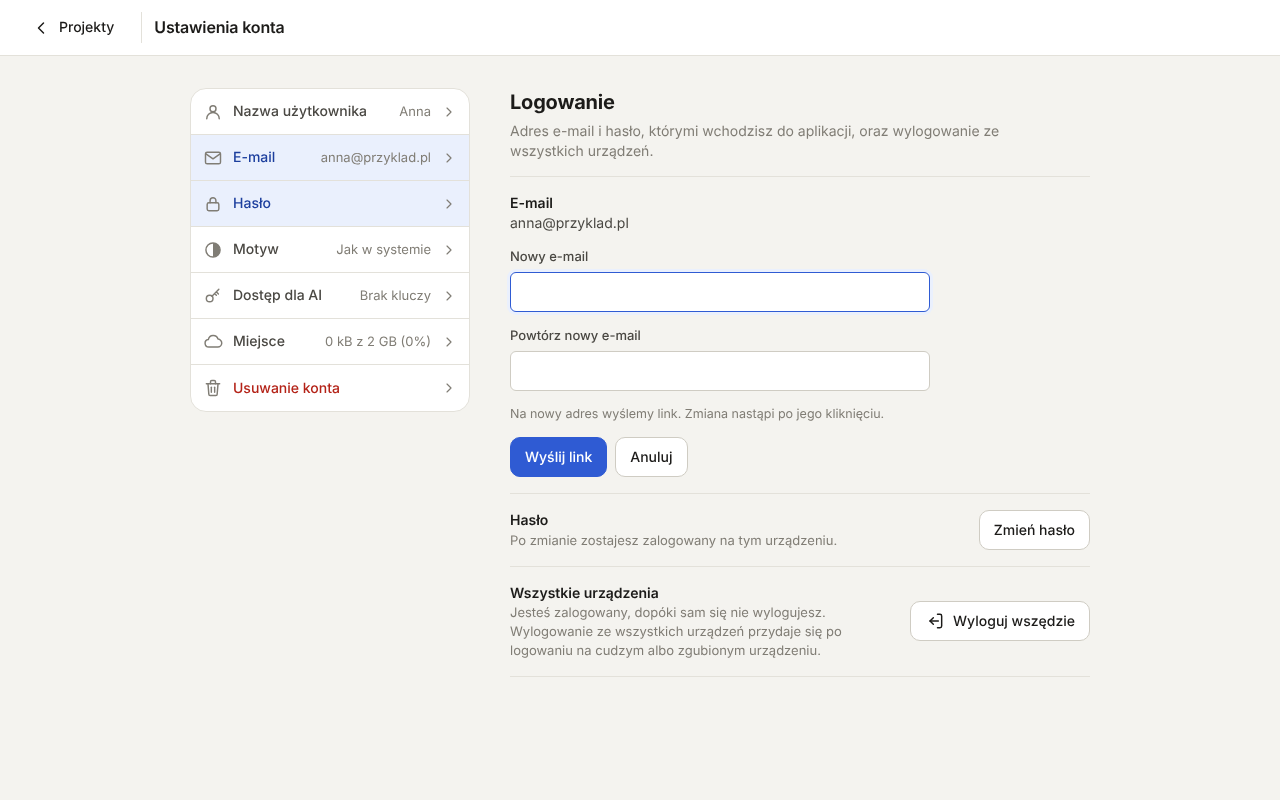 Projekty
Ustawienia konta
Nazwa użytkownika Anna
E-mail anna@przyklad.pl
Hasło
Motyw Jak w systemie
Dostęp dla AI Brak kluczy
Miejsce 0 kB z 2 GB (0%)
Usuwanie konta
Logowanie
Adres e-mail i hasło, którymi wchodzisz do aplikacji, oraz wylogowanie ze
wszystkich urządzeń.
E-mail
anna@przyklad.pl
Nowy e-mail
Powtórz nowy e-mail
Na nowy adres wyślemy link. Zmiana nastąpi po jego kliknięciu.
Wyślij link
Anuluj
Hasło
Po zmianie zostajesz zalogowany na tym urządzeniu.
Zmień hasło
Wszystkie urządzenia
Jesteś zalogowany, dopóki sam się nie wylogujesz.
Wylogowanie ze wszystkich urządzeń przydaje się po
logowaniu na cudzym albo zgubionym urządzeniu.
Wyloguj wszędzie